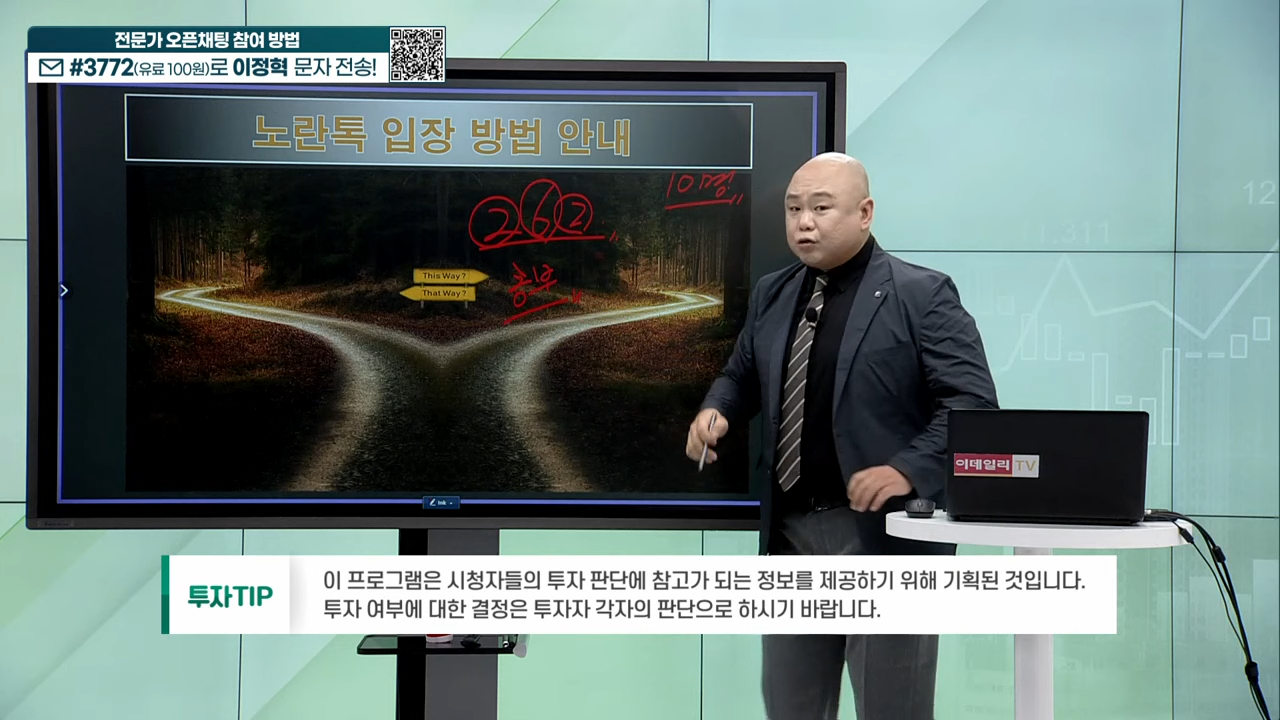 전문가 오픈채팅 참여 방법
#3772(유료 100원)로 이정혁 문자 전송!
노란톡 입장 방법 안내
10명
2 6 2
This Way?
That Way?
Ink
이데일리 TV
투자TIP
이 프로그램은 시청자들의 투자 판단에 참고가 되는 정보를 제공하기 위해 기획된 것입니다.
투자 여부에 대한 결정은 투자자 각자의 판단으로 하시기 바랍니다.